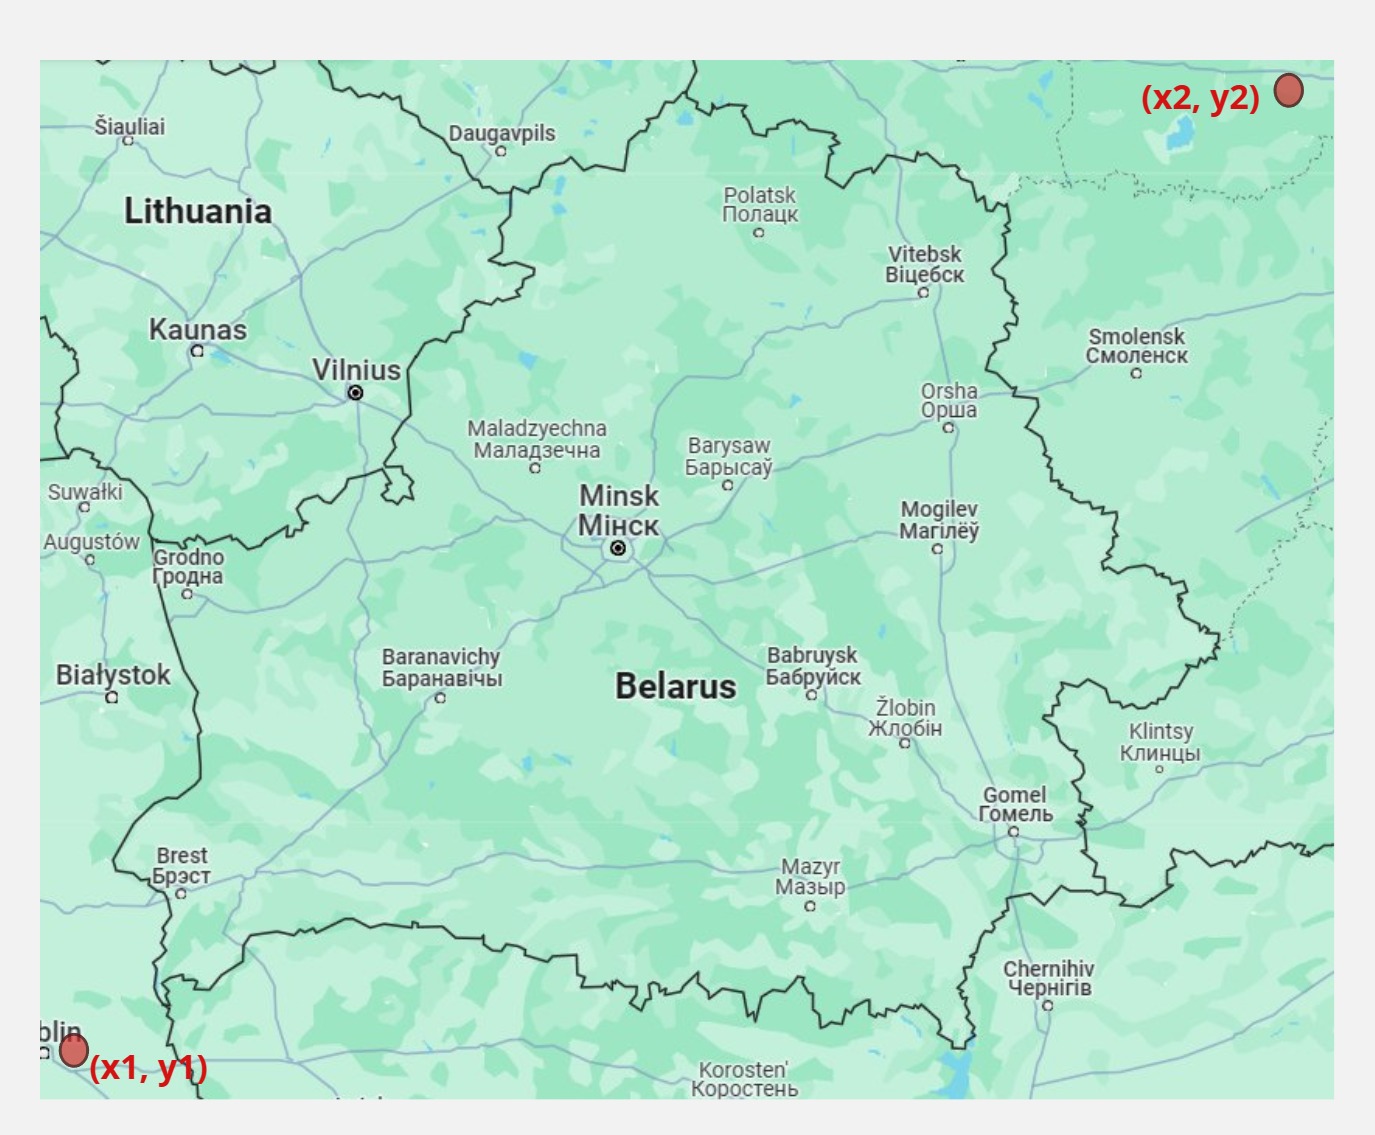 (x2, y2)
Šiauliai
Daugavpils
Lithuania
Polatsk
Полацк
Vitebsk
Віцебск
Kaunas
Smolensk
Смоленск
Vilnius
Orsha
Орша
Maladzyechna
Маладзечна
Barysaw
Барысаў
Suwałki
Minsk
Мінск
Mogilev
Магілёў
Augustów
Grodno
Гродна
Białystok
Baranavichy
Баранавічы
Belarus
Babruysk
Бабруйск
Žlobin
Жлобін
Klintsy
Клинцы
Gomel
Гомель
Brest
Брэст
Mazyr
Мазыр
Chernihiv
Чернігів
blin
(x1, y1)
Korosten'
Коростень